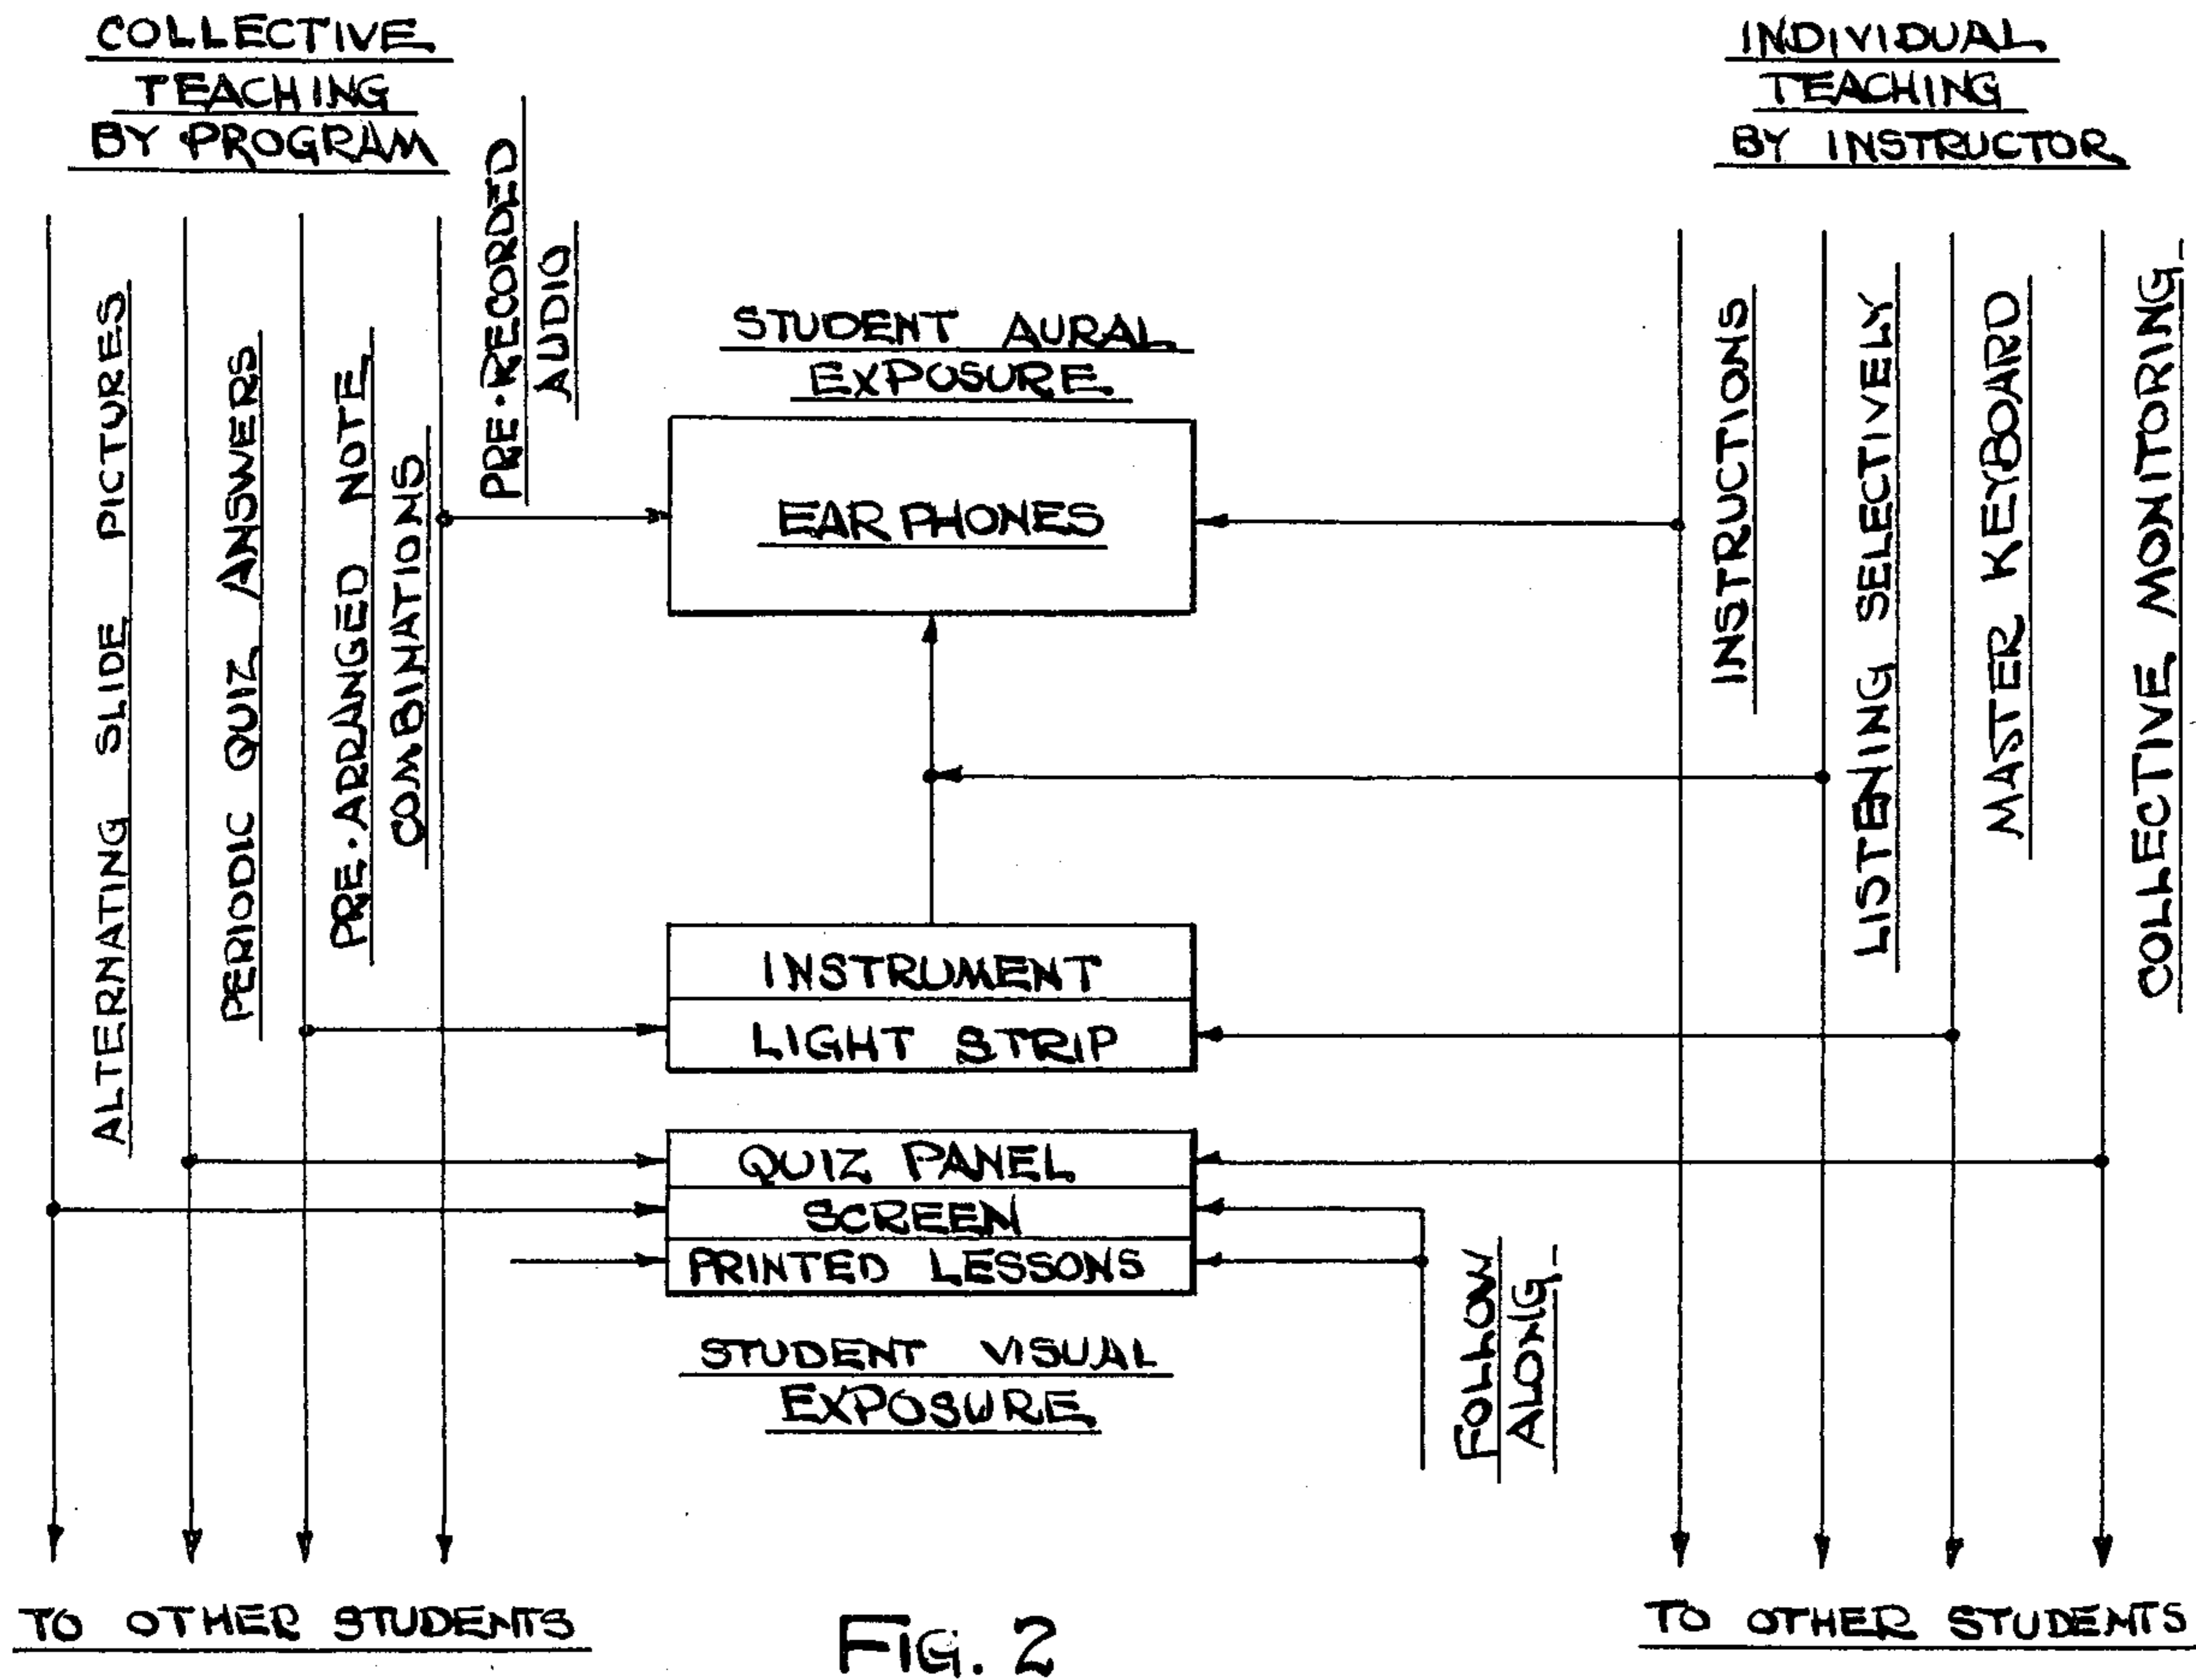 COLLECTIVE
TEACHING
BY PROGRAM
INDIVIDUAL
TEACHING
BY INSTRUCTOR
ALTERNATING SLIDE PICTURES
PERIODIC QUIZ ANSWERS
PRE·ARRANGED NOTE
COMBINATIONS
PRE·RECORDED
AUDIO
STUDENT AURAL
EXPOSURE
EAR PHONES
INSTRUMENT
LIGHT STRIP
QUIZ PANEL
SCREEN
PRINTED LESSONS
STUDENT VISUAL
EXPOSURE
FOLLOW
ALONG
INSTRUCTIONS
LISTENING SELECTIVELY
MASTER KEYBOARD
COLLECTIVE MONITORING
TO OTHER STUDENTS
FIG. 2
TO OTHER STUDENTS